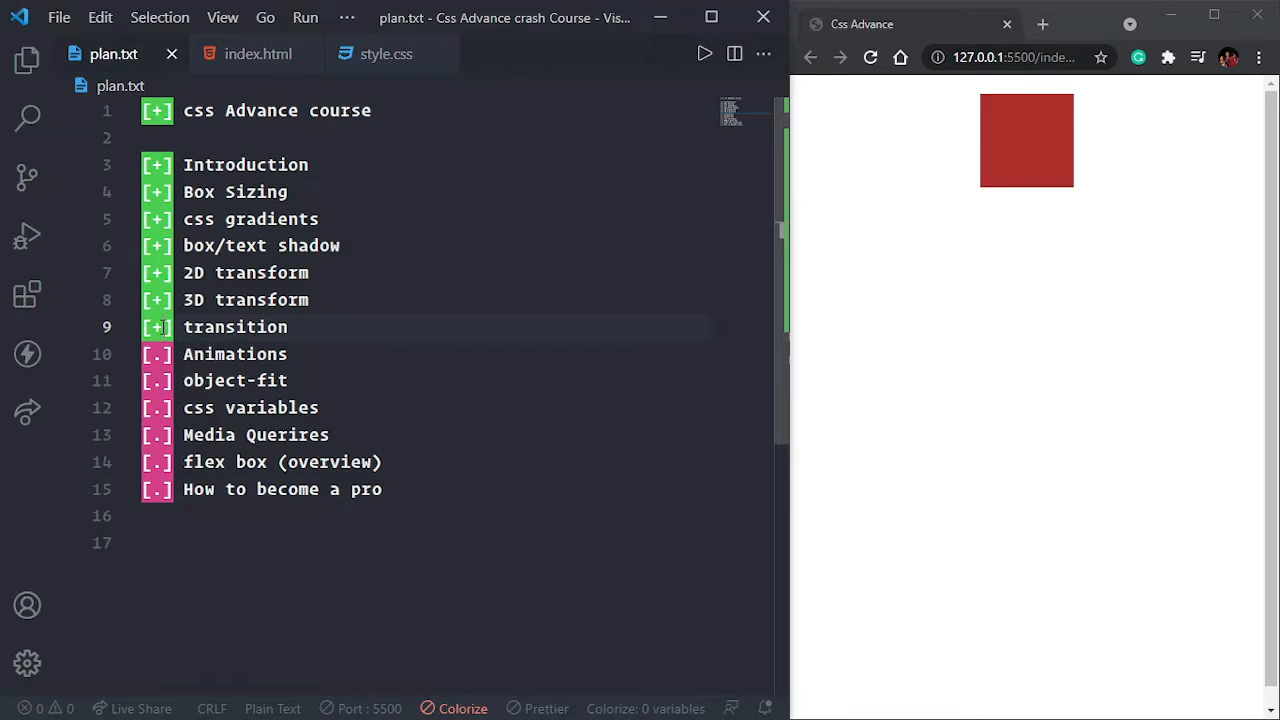 File Edit Selection View Go Run ··· plan.txt - Css Advance crash Course - Vis...
plan.txt index.html style.css
plan.txt
1 [+] css Advance course
2
3 [+] Introduction
4 [+] Box Sizing
5 [+] css gradients
6 [+] box/text shadow
7 [+] 2D transform
8 [+] 3D transform
9 [+] transition
10 [.] Animations
11 [.] object-fit
12 [.] css variables
13 [.] Media Querires
14 [.] flex box (overview)
15 [.] How to become a pro
16
17
0 0 Live Share CRLF Plain Text Port : 5500 Colorize Prettier Colorize: 0 variables
Css Advance
127.0.0.1:5500/inde...